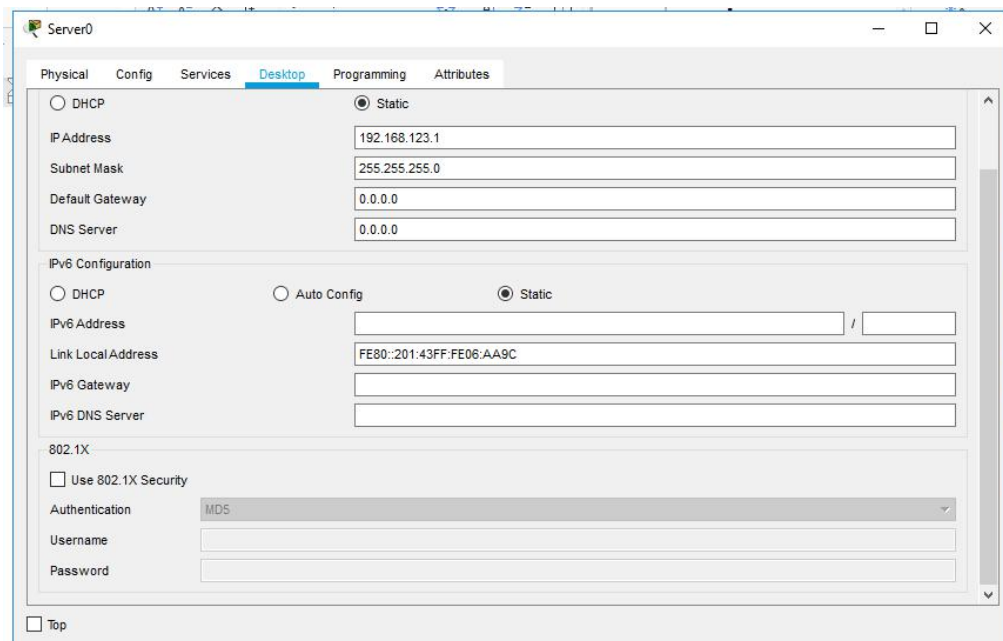 Server0
Physical Config Services Desktop Programming Attributes
DHCP Static
IP Address 192.168.123.1
Subnet Mask 255.255.255.0
Default Gateway 0.0.0.0
DNS Server 0.0.0.0
IPv6 Configuration
DHCP Auto Config Static
IPv6 Address /
Link Local Address FE80::201:43FF:FE06:AA9C
IPv6 Gateway
IPv6 DNS Server
802.1X
Use 802.1X Security
Authentication MD5
Username
Password
Top